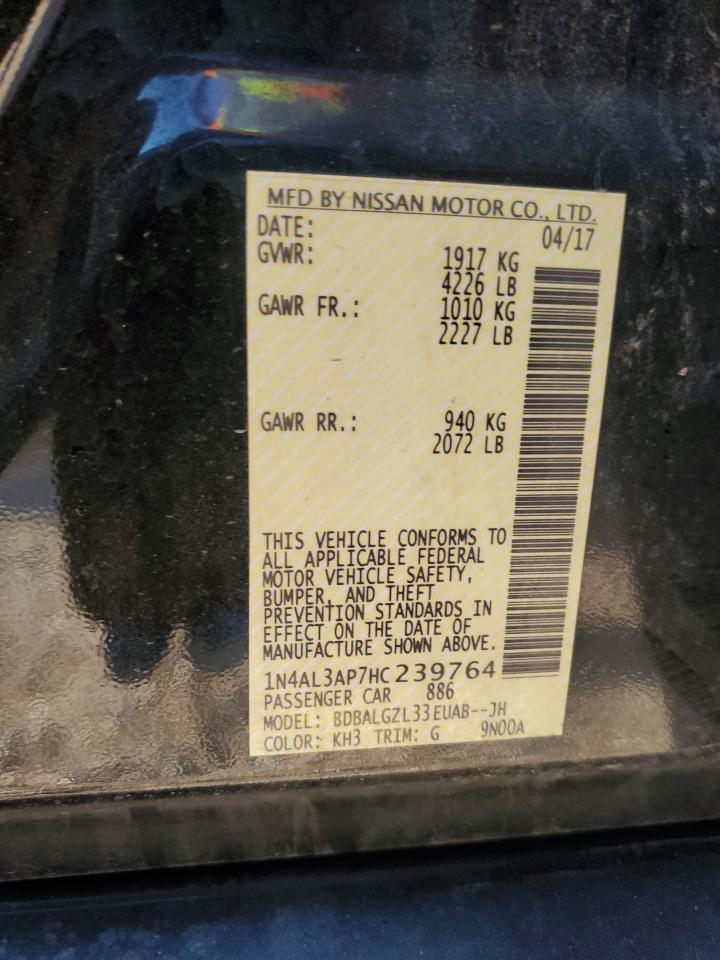 MFD BY NISSAN MOTOR CO., LTD.
DATE: 04/17
GVWR: 1917 KG
4226 LB
GAWR FR.: 1010 KG
2227 LB
GAWR RR.: 940 KG
2072 LB
THIS VEHICLE CONFORMS TO
ALL APPLICABLE FEDERAL
MOTOR VEHICLE SAFETY,
BUMPER, AND THEFT
PREVENTION STANDARDS IN
EFFECT ON THE DATE OF
MANUFACTURE SHOWN ABOVE.
1N4AL3AP7HC239764
PASSENGER CAR 886
MODEL: BDBALGZL33EUAB--JH
COLOR: KH3 TRIM: G 9N00A